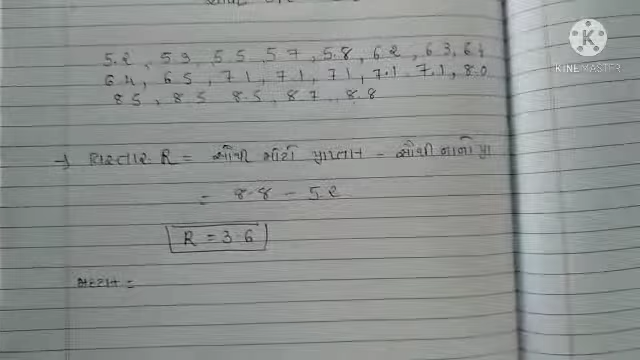 5.2, 5.3, 5.5, 5.7, 5.8, 6.2, 6.3, 6.4
6.4, 6.5, 7.1, 7.1, 7.1, 7.1, 7.1, 8.0
8.5, 8.5, 8.5, 8.7, 8.8
→ વિસ્તાર R = સૌથી મોટી પ્રાપ્તાંક - સૌથી નાનો પ્રા
= 8.8 - 5.2
R = 3.6
K
KINEMASTER